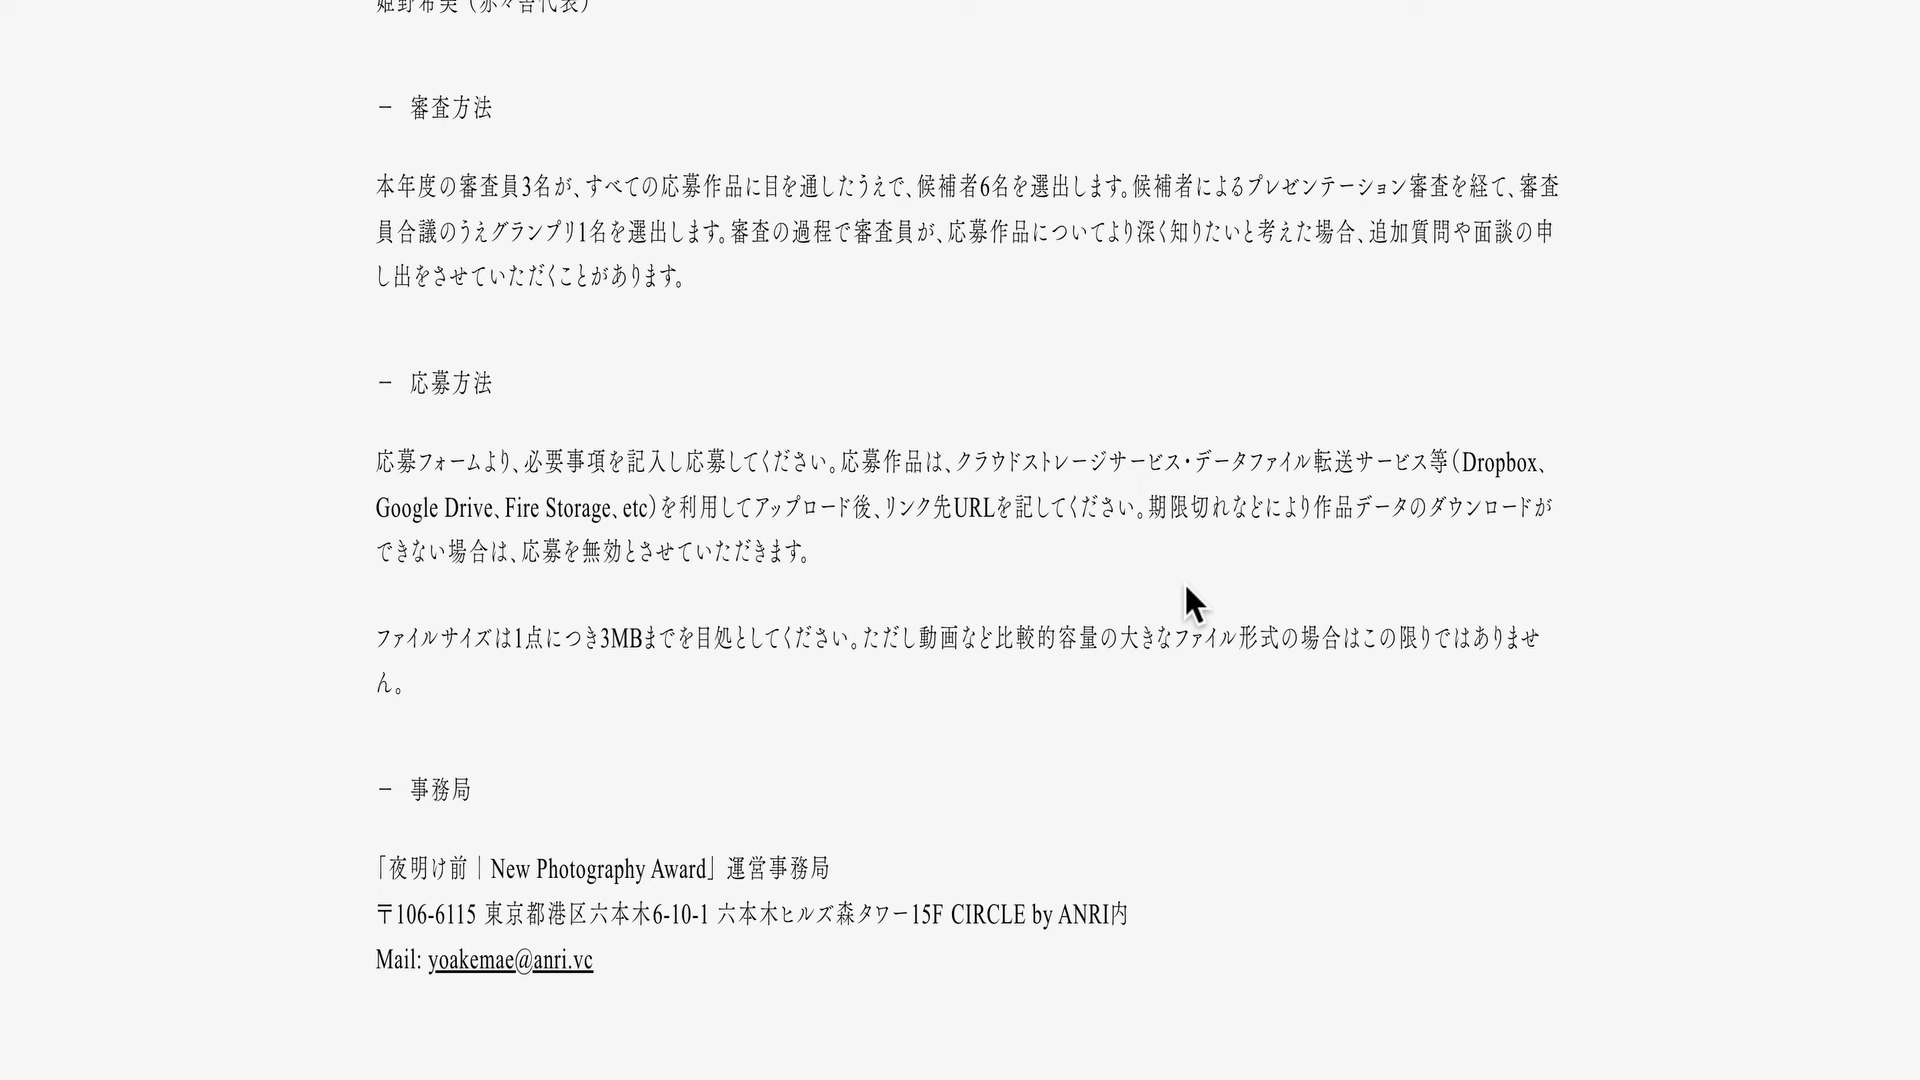 姫野希美（赤々舎代表）
− 審査方法
本年度の審査員3名が、すべての応募作品に目を通したうえで、候補者6名を選出します。候補者によるプレゼンテーション審査を経て、審査
員合議のうえグランプリ1名を選出します。審査の過程で審査員が、応募作品についてより深く知りたいと考えた場合、追加質問や面談の申
し出をさせていただくことがあります。
− 応募方法
応募フォームより、必要事項を記入し応募してください。応募作品は、クラウドストレージサービス・データファイル転送サービス等（Dropbox、
Google Drive、Fire Storage、etc）を利用してアップロード後、リンク先URLを記してください。期限切れなどにより作品データのダウンロードが
できない場合は、応募を無効とさせていただきます。
ファイルサイズは1点につき3MBまでを目処としてください。ただし動画など比較的容量の大きなファイル形式の場合はこの限りではありませ
ん。
− 事務局
「夜明け前｜New Photography Award」 運営事務局
〒106-6115 東京都港区六本木6-10-1 六本木ヒルズ森タワー15F CIRCLE by ANRI内
Mail: yoakemae@anri.vc